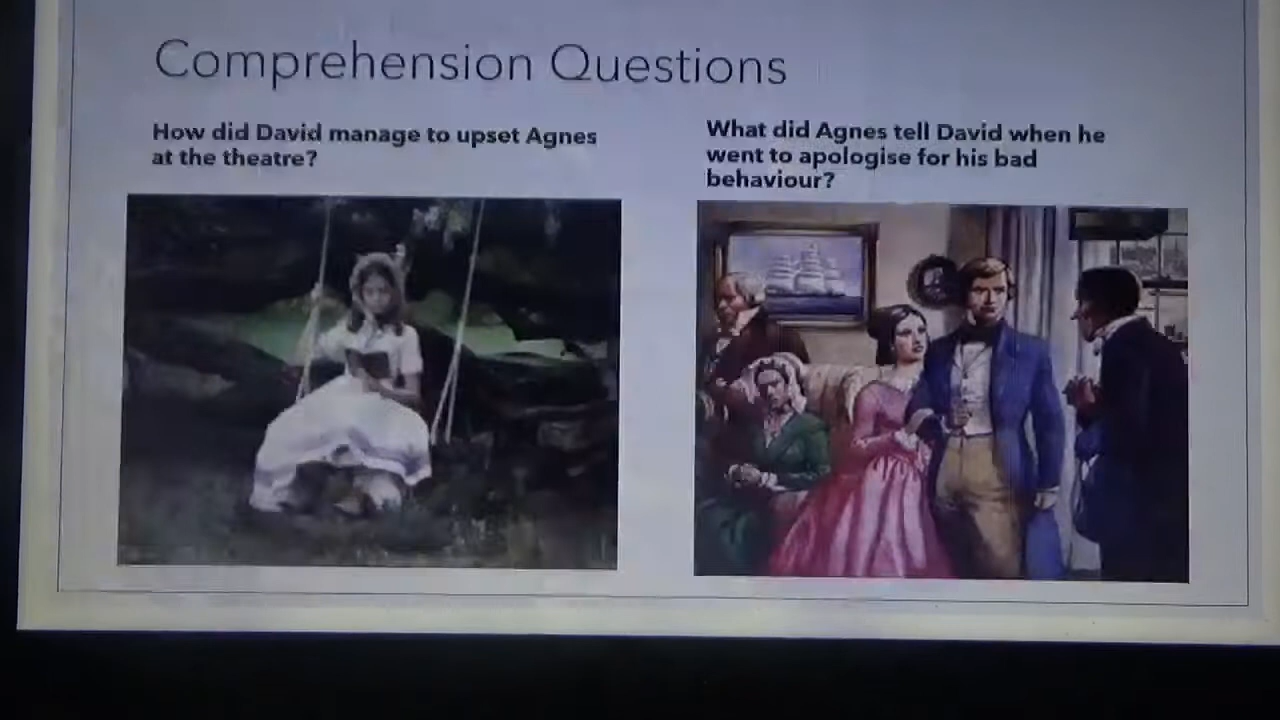 Comprehension Questions
How did David manage to upset Agnes
at the theatre?
What did Agnes tell David when he
went to apologise for his bad
behaviour?